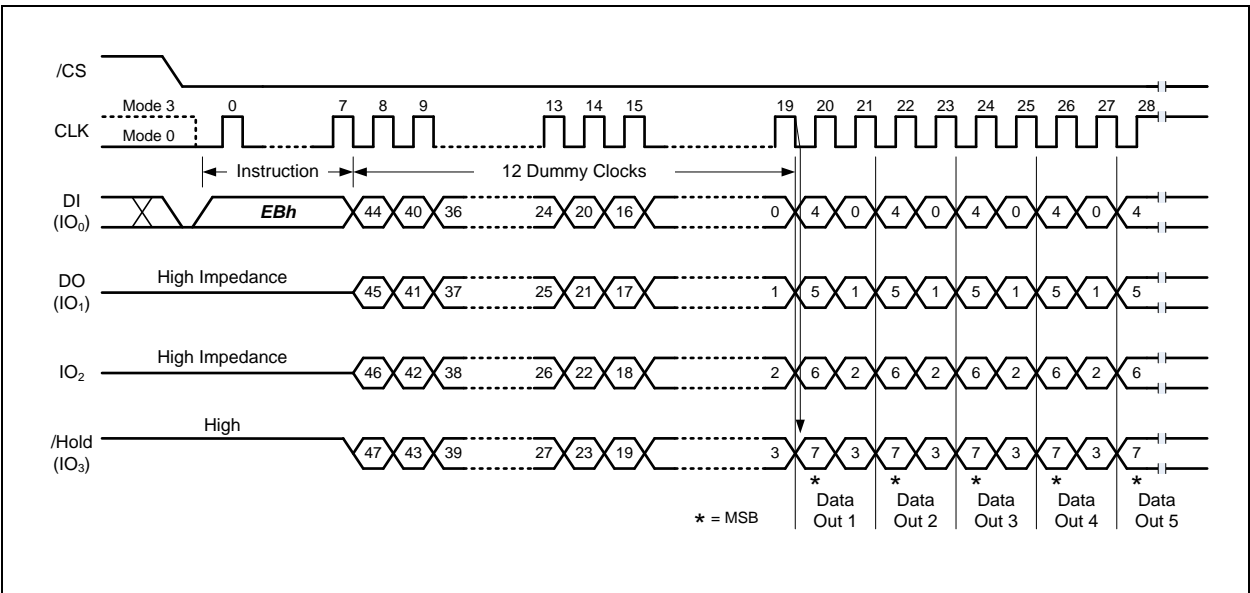 /CS
Mode 3 0 7 8 9 13 14 15 19 20 21 22 23 24 25 26 27 28
CLK
Mode 0
Instruction 12 Dummy Clocks
DI
(IO0) EBh 44 40 36 24 20 16 0 4 0 4 0 4 0 4 0 4
High Impedance
DO
(IO1) 45 41 37 25 21 17 1 5 1 5 1 5 1 5 1 5
High Impedance
IO2 46 42 38 26 22 18 2 6 2 6 2 6 2 6 2 6
High
/Hold
(IO3) 47 43 39 27 23 19 3 7 3 7 3 7 3 7 3 7
* * * * *
Data Data Data Data Data
* = MSB Out 1 Out 2 Out 3 Out 4 Out 5